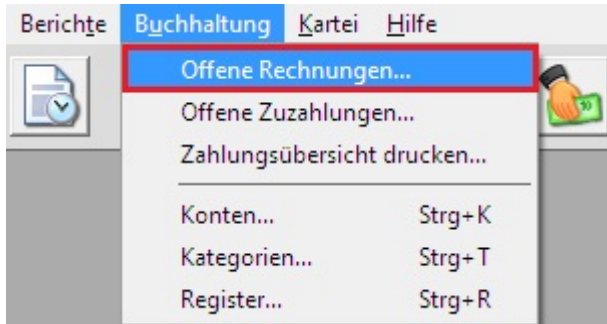 Berichte Buchhaltung Kartei Hilfe
Offene Rechnungen...
Offene Zuzahlungen...
Zahlungsübersicht drucken...
Konten... Strg+K
Kategorien... Strg+T
Register... Strg+R